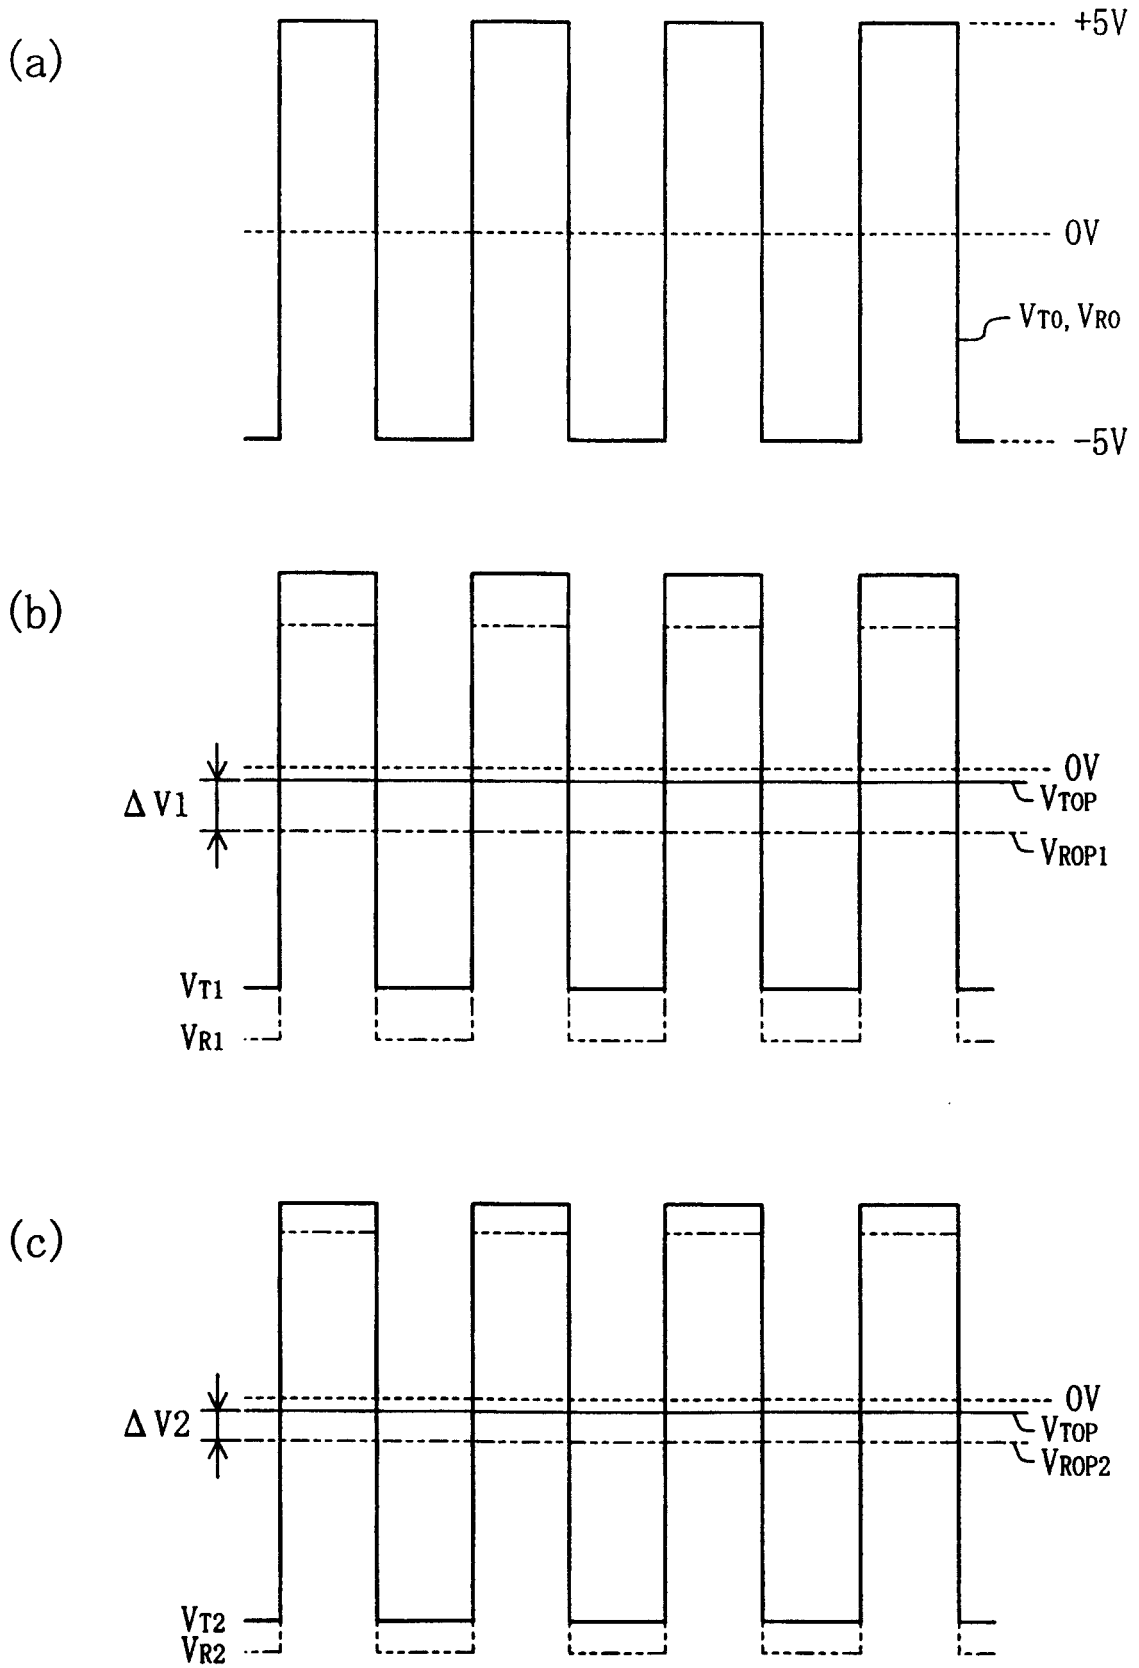 (a)
+5V
0V
VT0, VR0
-5V
(b)
0V
ΔV1
VTOP
VROP1
VT1
VR1
(c)
0V
ΔV2
VTOP
VROP2
VT2
VR2